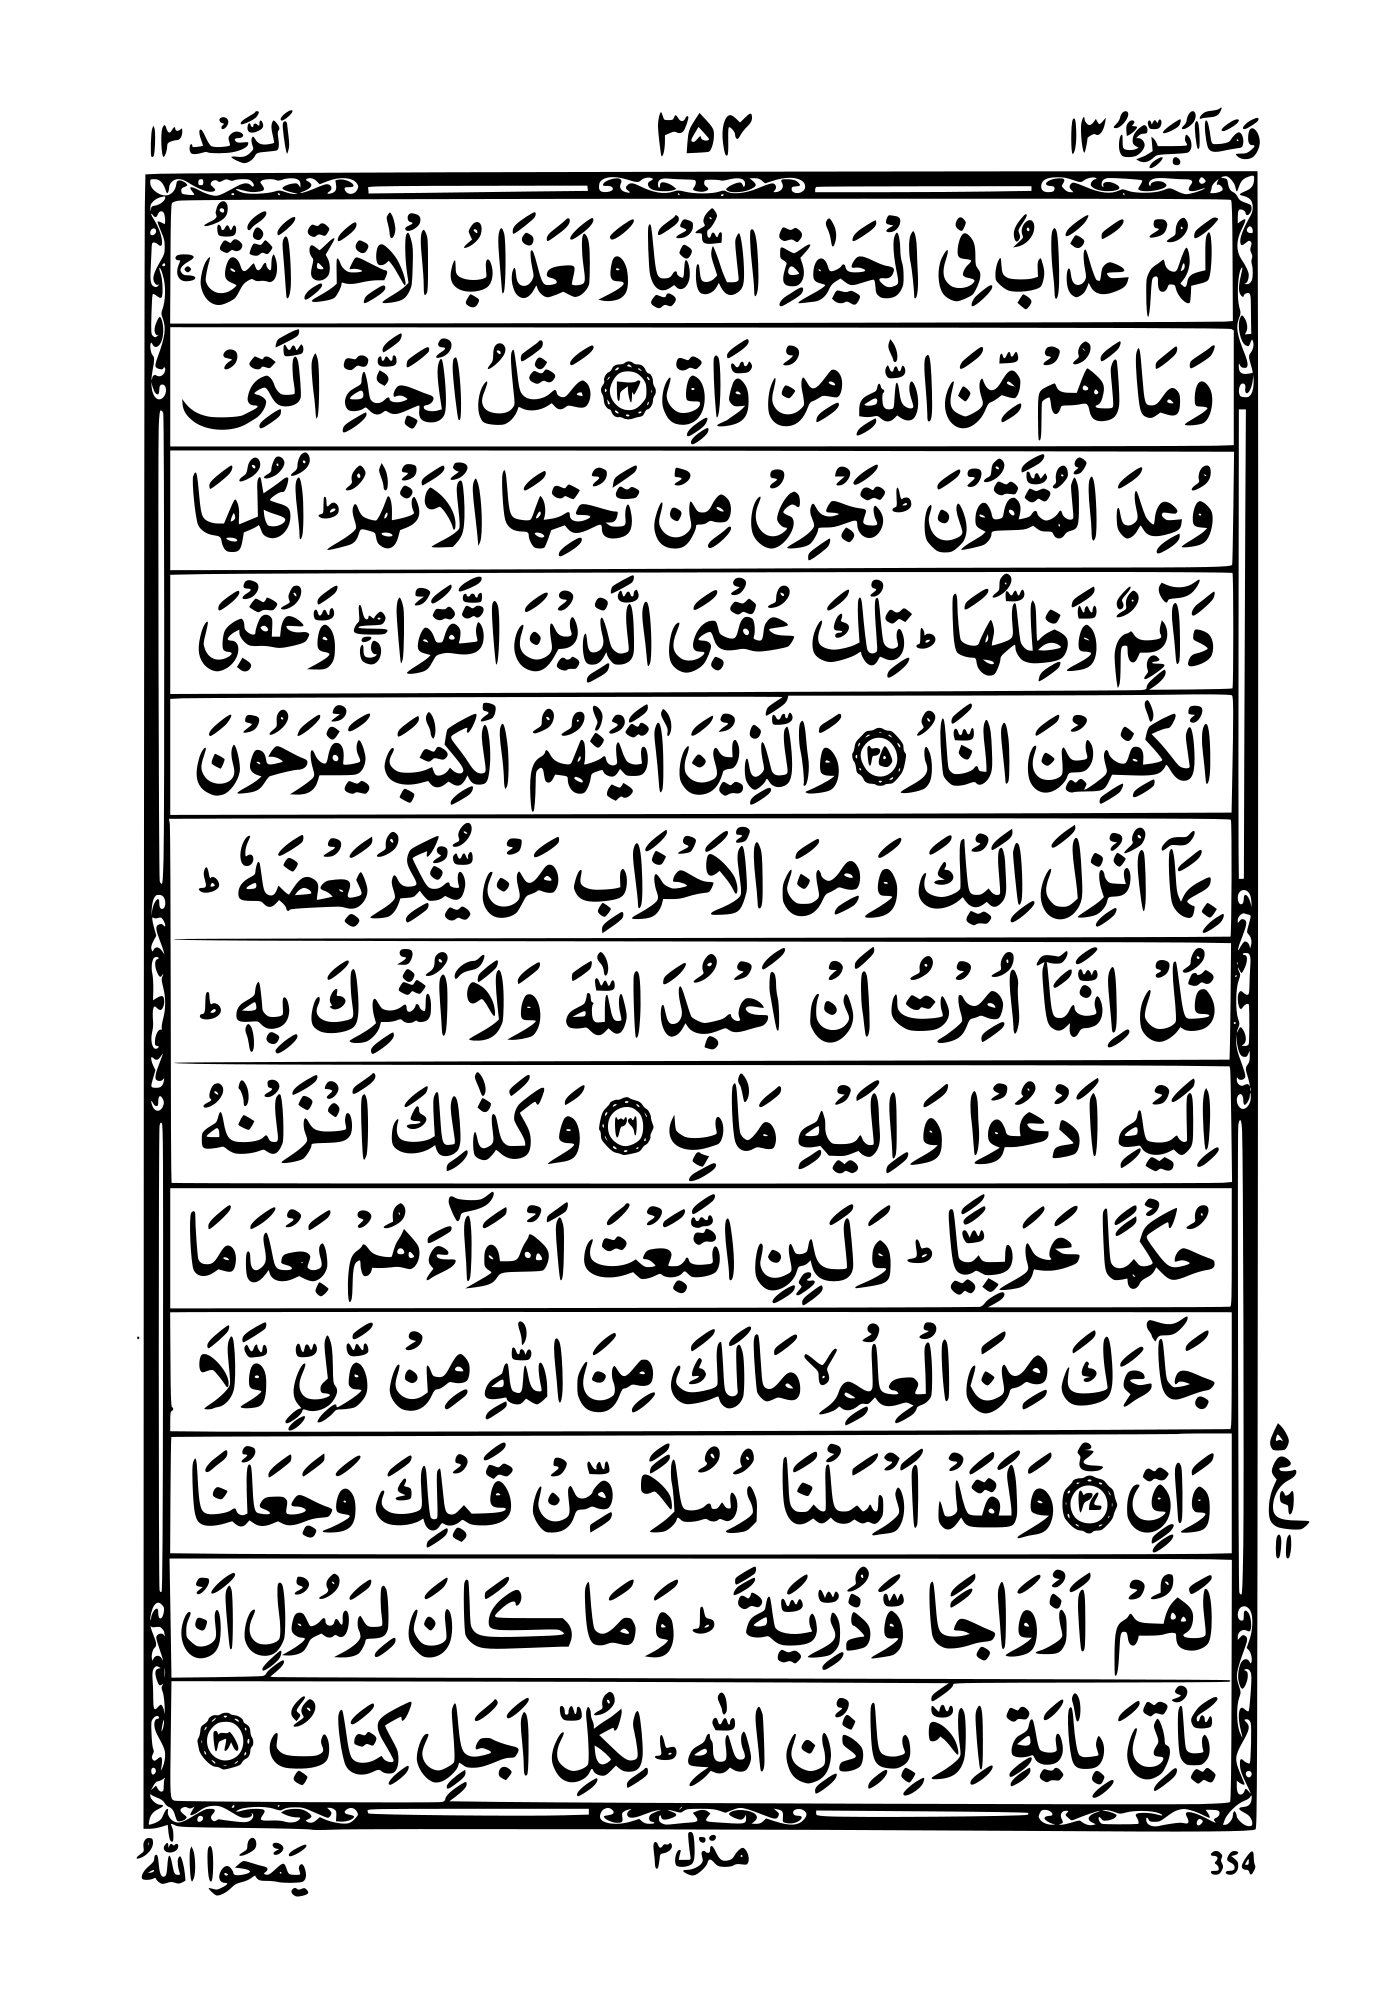 وَمَآ اُبَرِّئُ ١٣
٣٥٤
اَلرَّعْد ١٣
لَهُمْ عَذَابٌ فِى الْحَيٰوةِ الدُّنْيَا وَ لَعَذَابُ الْاٰخِرَةِ اَشَقُّ ۚ
وَمَا لَهُمْ مِّنَ اللّٰهِ مِنْ وَّاقٍ ﴿٣٤﴾ مَثَلُ الْجَنَّةِ الَّتِىْ
وُعِدَ الْمُتَّقُوْنَ ؕ تَجْرِىْ مِنْ تَحْتِهَا الْاَنْهٰرُ ؕ اُكُلُهَا
دَآئِمٌ وَّظِلُّهَا ؕ تِلْكَ عُقْبَى الَّذِيْنَ اتَّقَوْا ۖۗ وَّعُقْبَى
الْكٰفِرِيْنَ النَّارُ ﴿٣٥﴾ وَالَّذِيْنَ اٰتَيْنٰهُمُ الْكِتٰبَ يَفْرَحُوْنَ
بِمَآ اُنْزِلَ اِلَيْكَ وَ مِنَ الْاَحْزَابِ مَنْ يُّنْكِرُ بَعْضَهٗ ؕ
قُلْ اِنَّمَآ اُمِرْتُ اَنْ اَعْبُدَ اللّٰهَ وَلَآ اُشْرِكَ بِهٖ ؕ
اِلَيْهِ اَدْعُوْا وَ اِلَيْهِ مَاٰبِ ﴿٣٦﴾ وَ كَذٰلِكَ اَنْزَلْنٰهُ
حُكْمًا عَرَبِيًّا ؕ وَ لَئِنِ اتَّبَعْتَ اَهْوَآءَهُمْ بَعْدَ مَا
جَآءَكَ مِنَ الْعِلْمِ ۙ مَا لَكَ مِنَ اللّٰهِ مِنْ وَّلِىٍّ وَّلَا
وَاقٍ ﴿٣٧﴾ ع وَلَقَدْ اَرْسَلْنَا رُسُلًا مِّنْ قَبْلِكَ وَجَعَلْنَا
٥
ع
٦
١١
لَهُمْ اَزْوَاجًا وَّذُرِّيَّةً ؕ وَ مَا كَانَ لِرَسُوْلٍ اَنْ
يَّاْتِىَ بِاٰيَةٍ اِلَّا بِاِذْنِ اللّٰهِ ؕ لِكُلِّ اَجَلٍ كِتَابٌ ﴿٣٨﴾
354
منزل ٣
يَمْحُوا اللّٰهُ